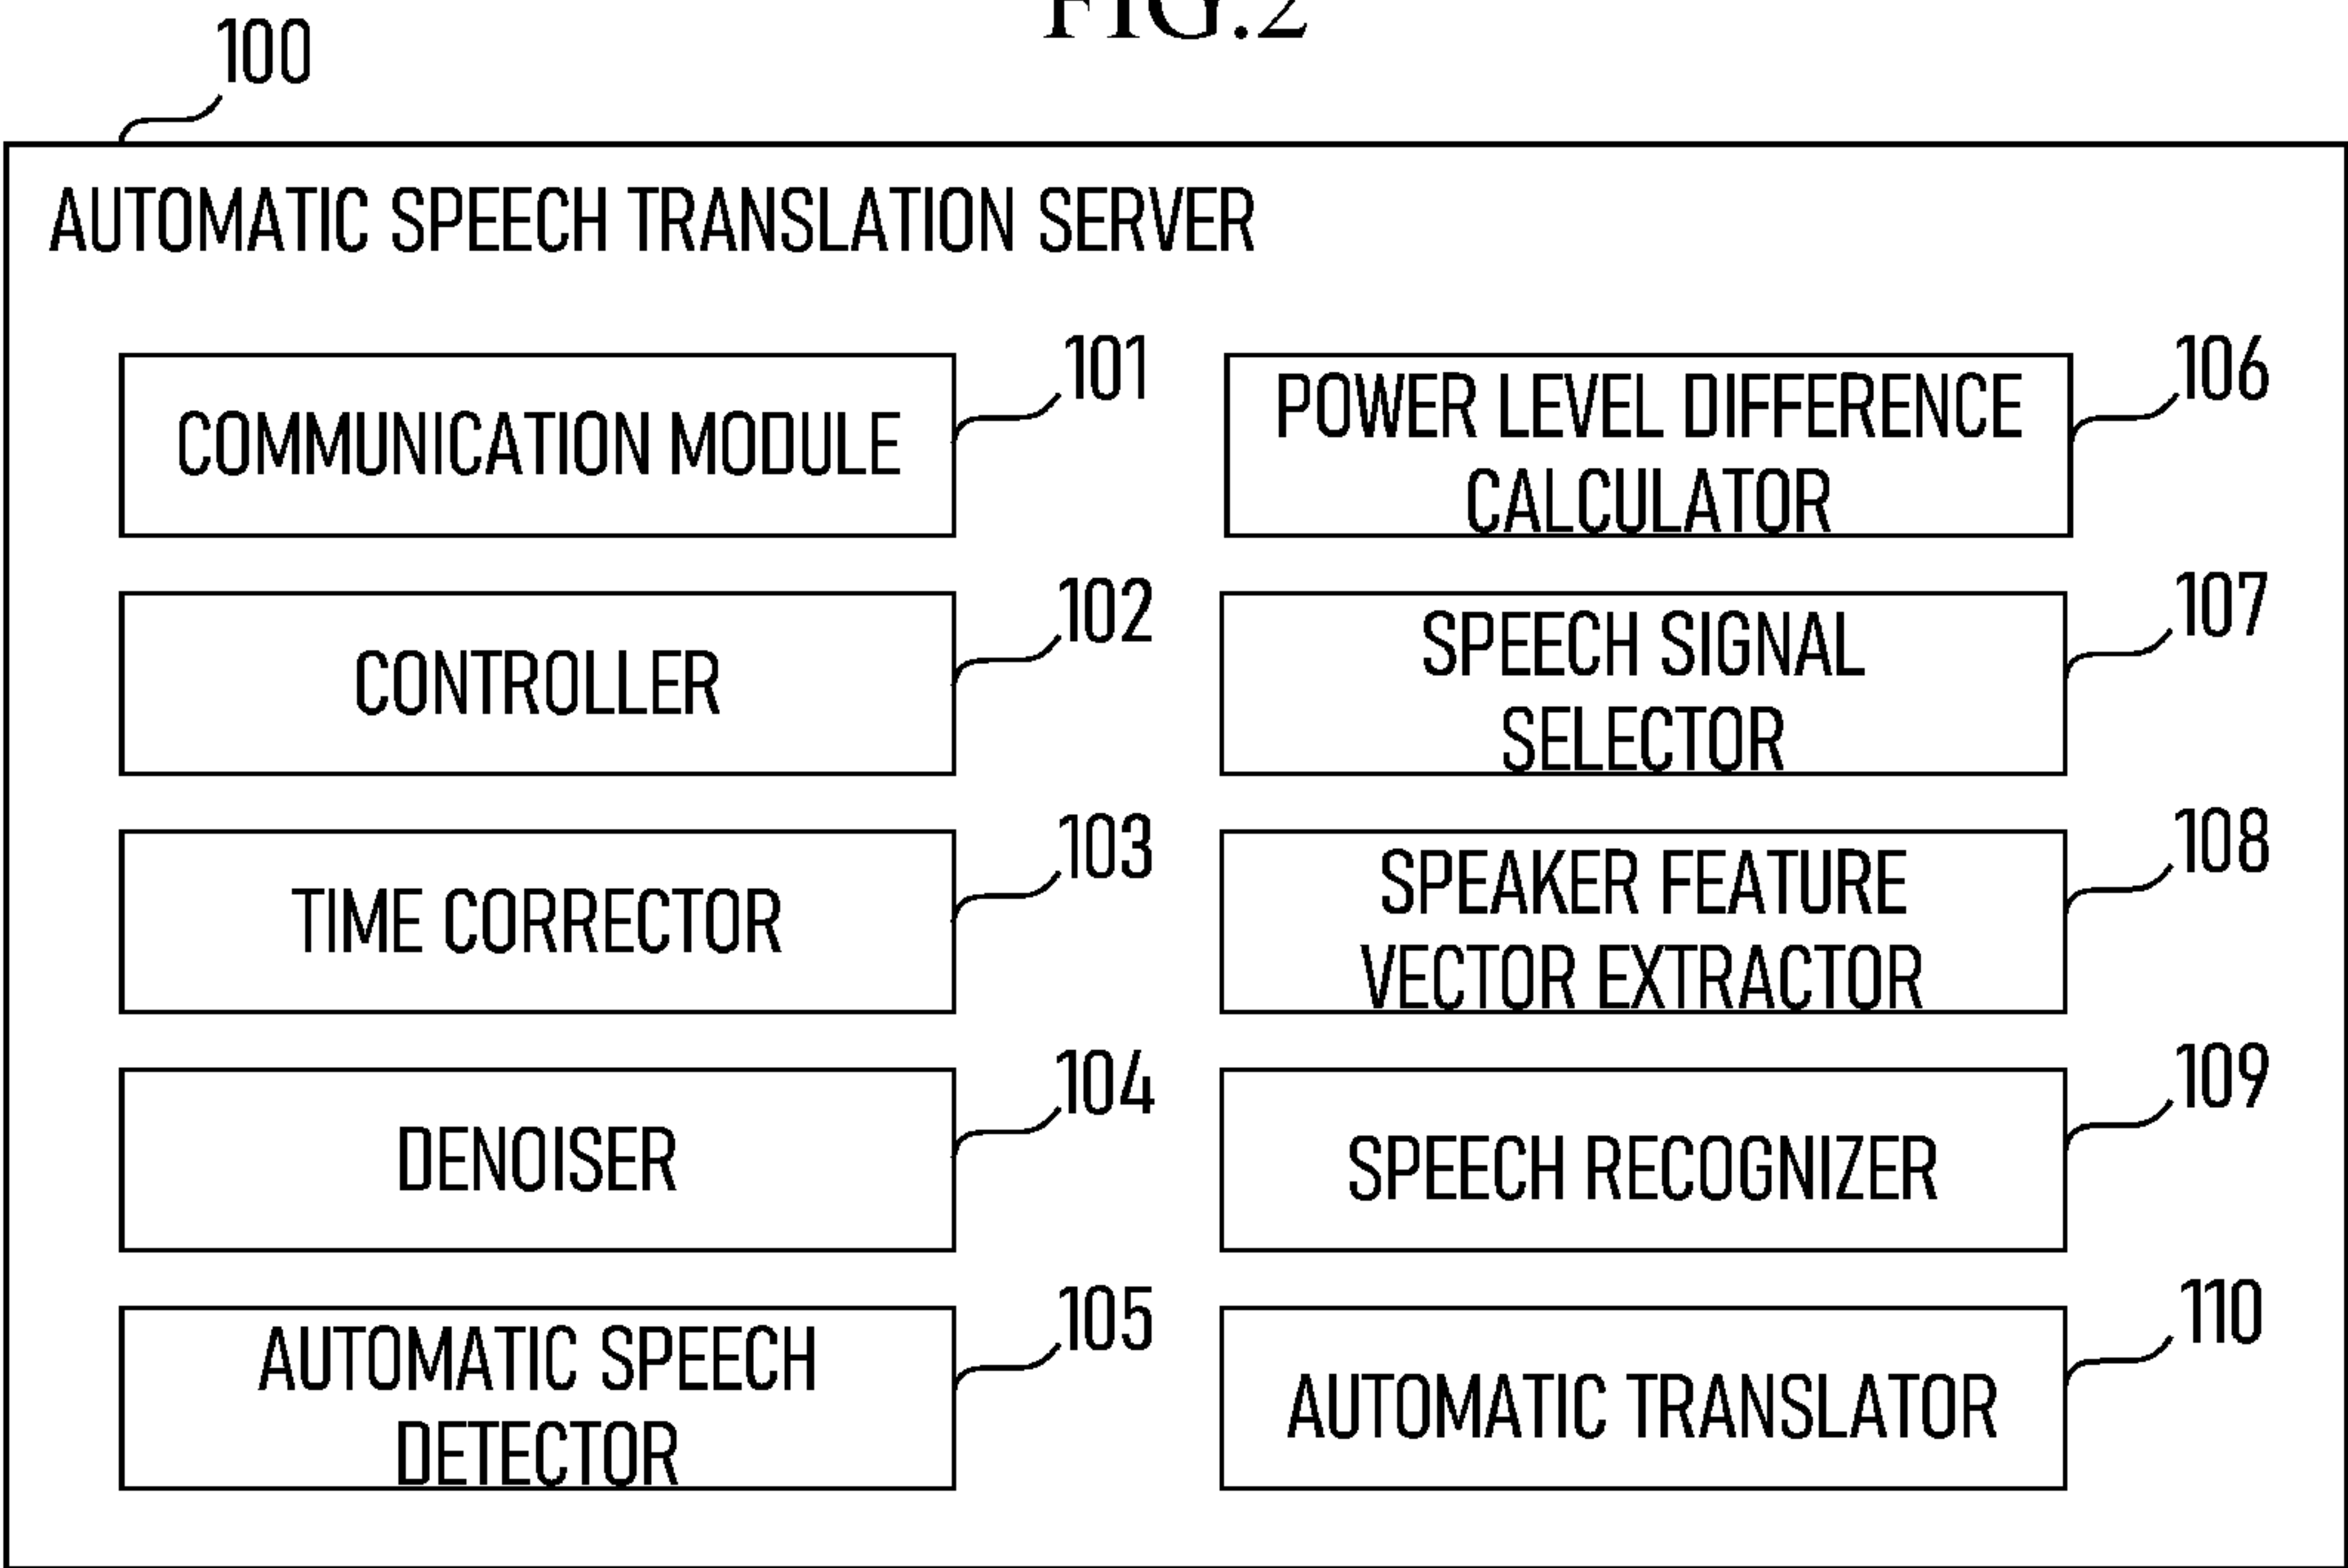 FIG.2
100
AUTOMATIC SPEECH TRANSLATION SERVER
COMMUNICATION MODULE
101
CONTROLLER
102
TIME CORRECTOR
103
DENOISER
104
AUTOMATIC SPEECH
DETECTOR
105
POWER LEVEL DIFFERENCE
CALCULATOR
106
SPEECH SIGNAL
SELECTOR
107
SPEAKER FEATURE
VECTOR EXTRACTOR
108
SPEECH RECOGNIZER
109
AUTOMATIC TRANSLATOR
110